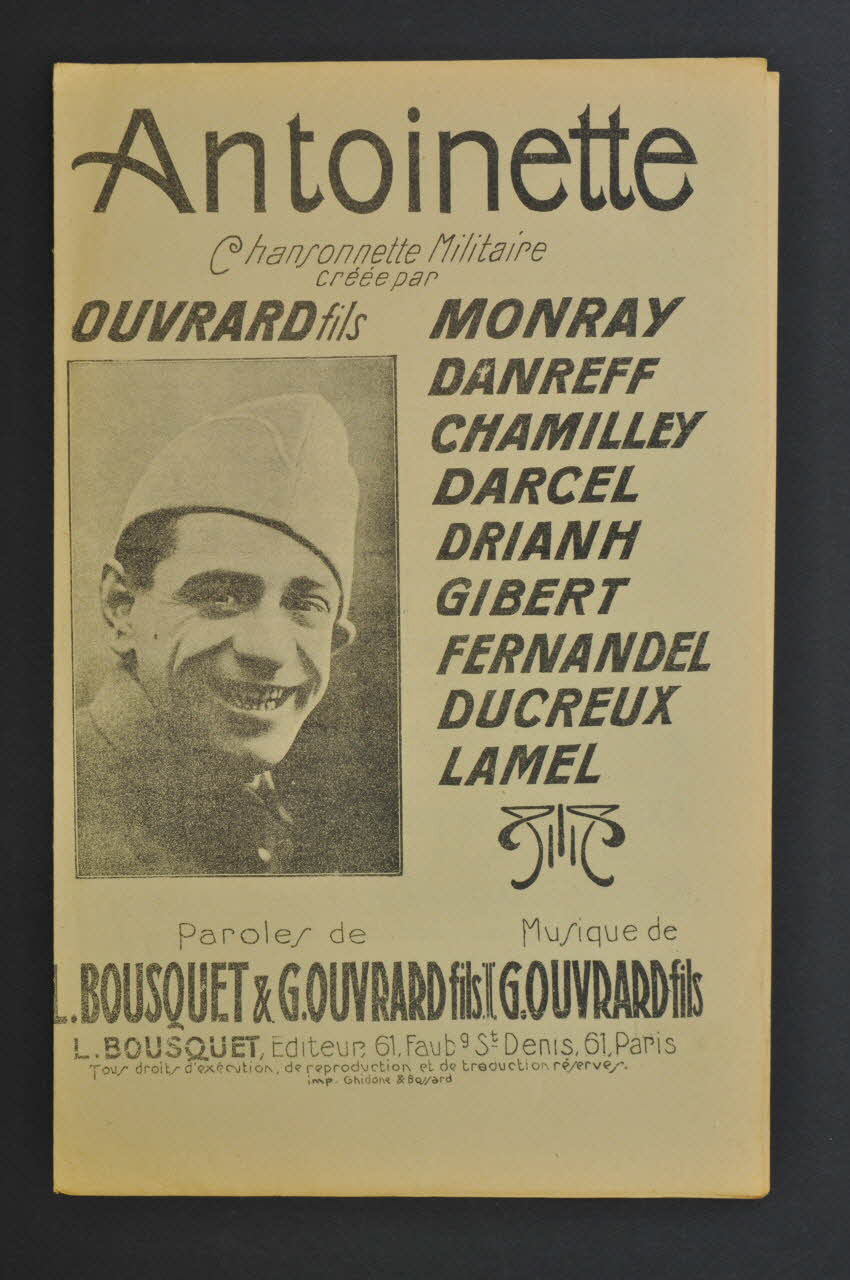 Antoinette
Chansonnette Militaire
créée par
OUVRARD fils
MONRAY
DANREFF
CHAMILLEY
DARCEL
DRIANH
GIBERT
FERNANDEL
DUCREUX
LAMEL
Paroles de
L. BOUSQUET & G. OUVRARD fils
Musique de
G. OUVRARD fils
L. BOUSQUET, Editeur, 61, Faubg St Denis, 61, Paris
Tous droits d'exécution, de reproduction et de traduction réservés.
imp. Ghidone & Bossard